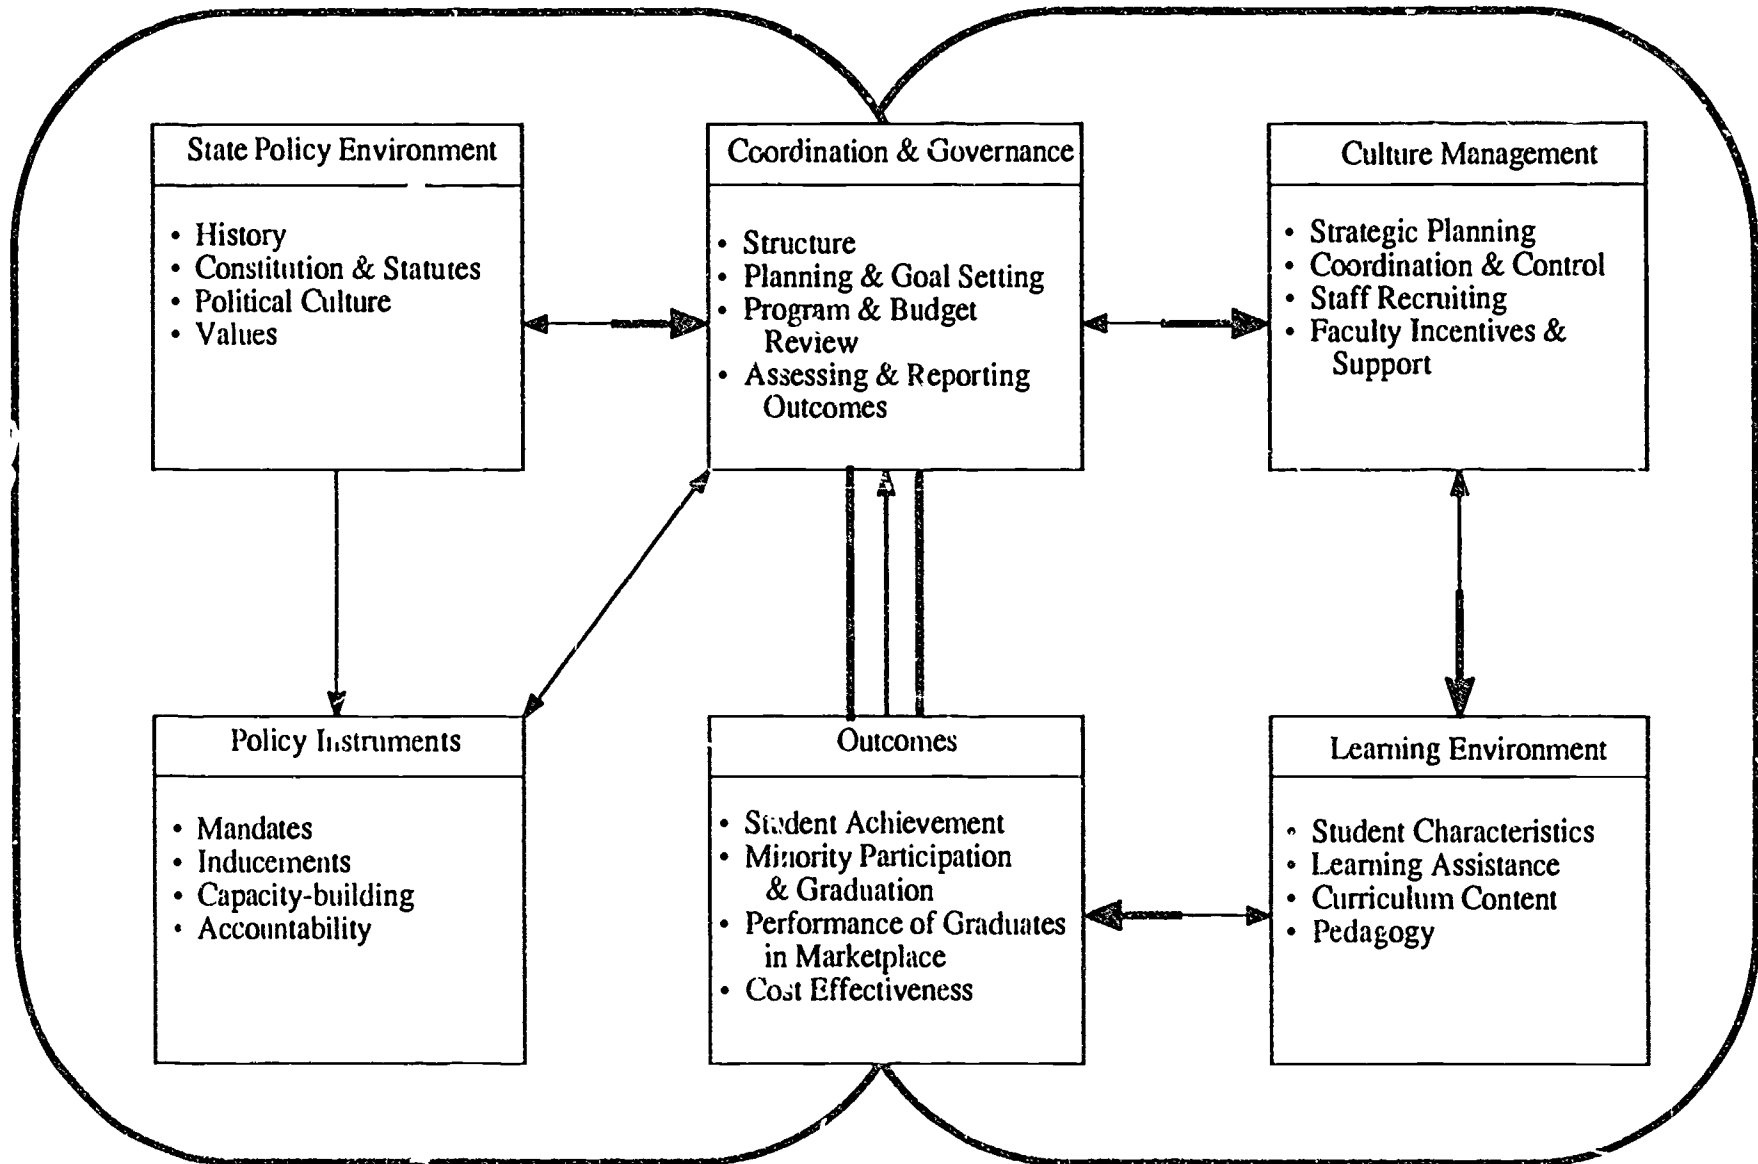 State Policy Environment
• History
• Constitution & Statutes
• Political Culture
• Values
Coordination & Governance
• Structure
• Planning & Goal Setting
• Program & Budget
Review
• Assessing & Reporting
Outcomes
Culture Management
• Strategic Planning
• Coordination & Control
• Staff Recruiting
• Faculty Incentives &
Support
Policy Instruments
• Mandates
• Inducements
• Capacity-building
• Accountability
Outcomes
• Student Achievement
• Minority Participation
& Graduation
• Performance of Graduates
in Marketplace
• Cost Effectiveness
Learning Environment
• Student Characteristics
• Learning Assistance
• Curriculum Content
• Pedagogy